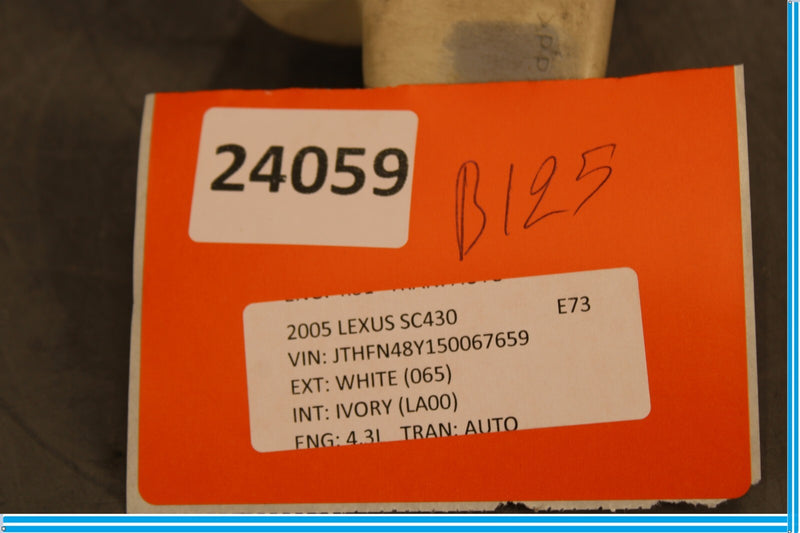 24059
B125
2005 LEXUS SC430 E73
VIN: JTHFN48Y150067659
EXT: WHITE (065)
INT: IVORY (LA00)
ENG: 4.3L TRAN: AUTO